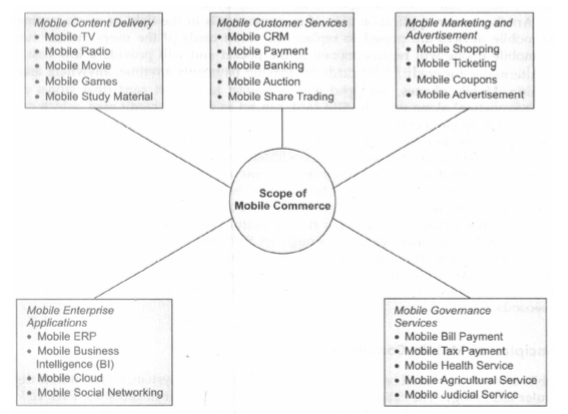 Mobile Content Delivery
• Mobile TV
• Mobile Radio
• Mobile Movie
• Mobile Games
• Mobile Study Material
Mobile Customer Services
• Mobile CRM
• Mobile Payment
• Mobile Banking
• Mobile Auction
• Mobile Share Trading
Mobile Marketing and
Advertisement
• Mobile Shopping
• Mobile Ticketing
• Mobile Coupons
• Mobile Advertisement
Scope of
Mobile Commerce
Mobile Enterprise
Applications
• Mobile ERP
• Mobile Business
Intelligence (BI)
• Mobile Cloud
• Mobile Social Networking
Mobile Governance
Services
• Mobile Bill Payment
• Mobile Tax Payment
• Mobile Health Service
• Mobile Agricultural Service
• Mobile Judicial Service